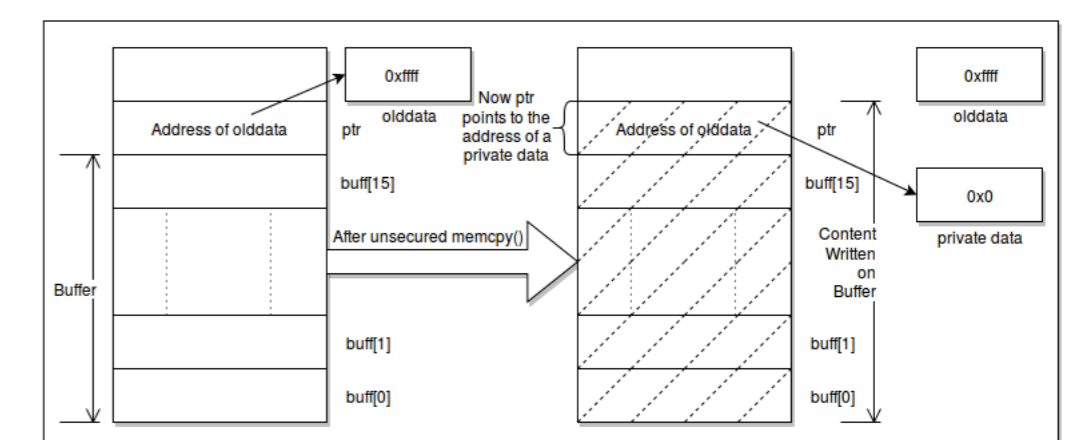 0xffff
olddata
Address of olddata
ptr
buff[15]
Buffer
buff[1]
buff[0]
After unsecured memcpy()
Now ptr
points to the
address of a
private data
Address of olddata
ptr
buff[15]
Content
Written
on
Buffer
buff[1]
buff[0]
0xffff
olddata
0x0
private data